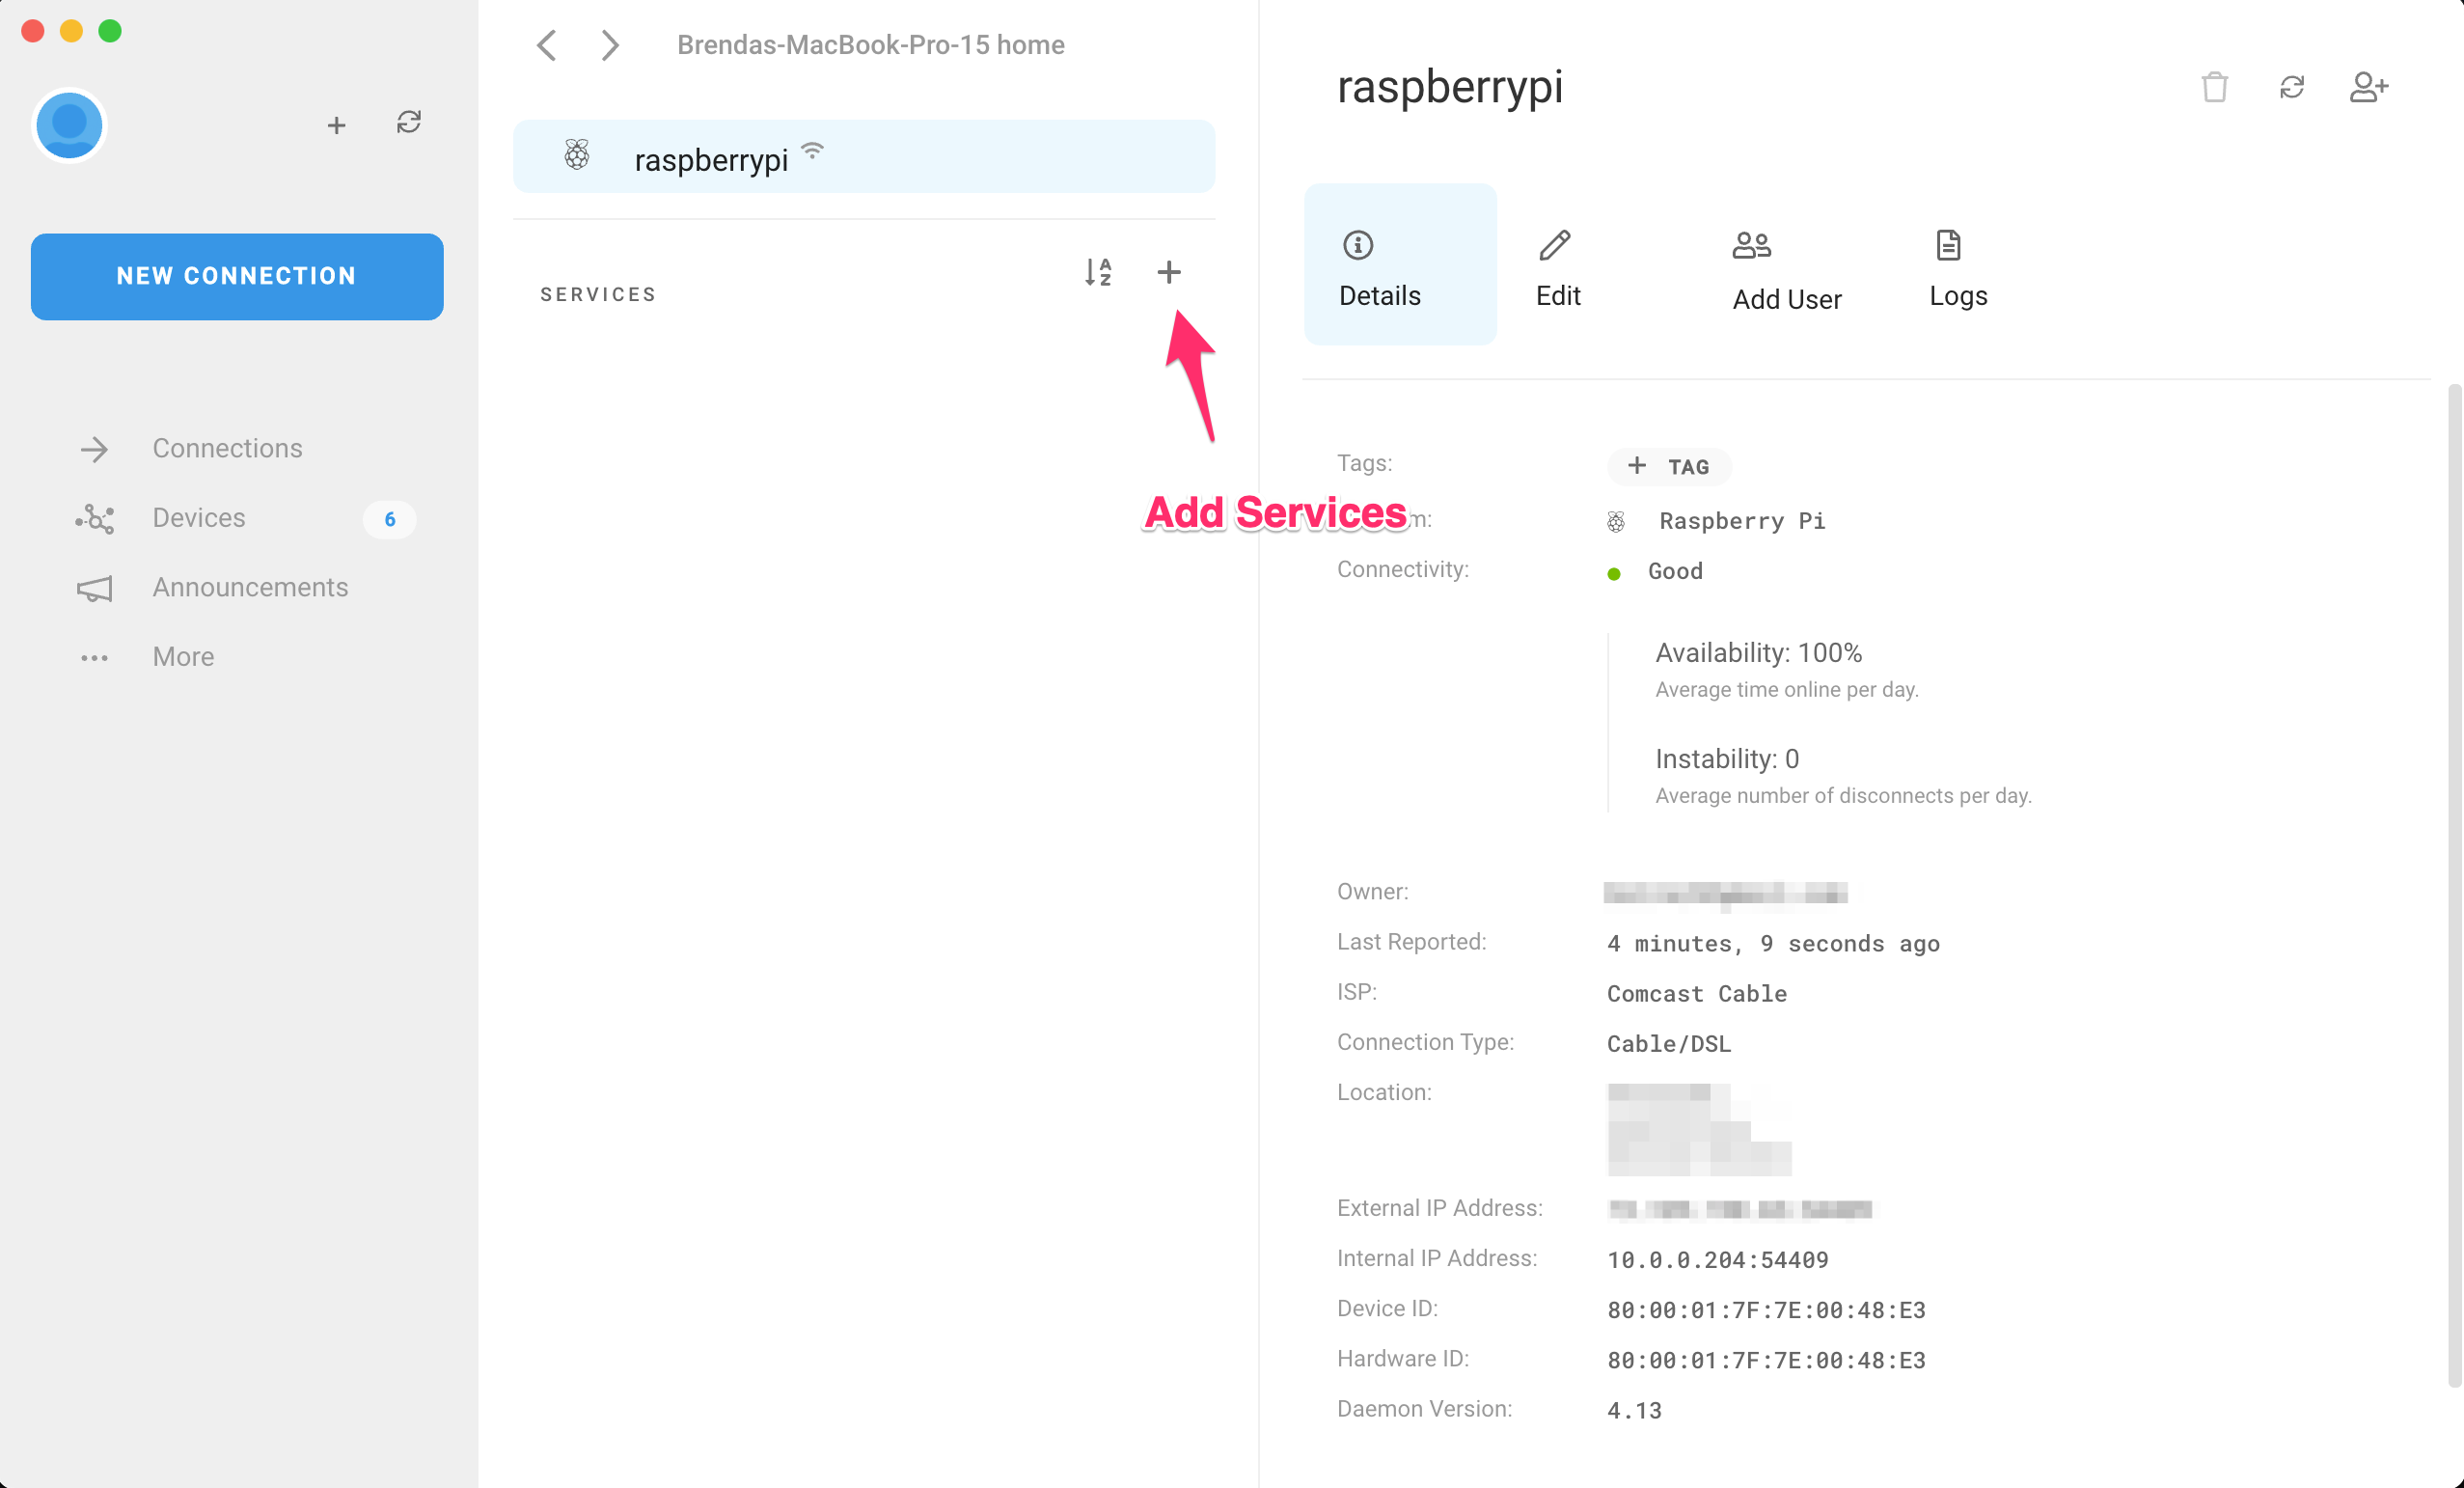 Brendas-MacBook-Pro-15 home
NEW CONNECTION
Connections
Devices 6
Announcements
More
raspberrypi
SERVICES
Add Services
raspberrypi
Details Edit Add User Logs
Tags: + TAG
m: Raspberry Pi
Connectivity: Good
Availability: 100%
Average time online per day.
Instability: 0
Average number of disconnects per day.
Owner:
Last Reported: 4 minutes, 9 seconds ago
ISP: Comcast Cable
Connection Type: Cable/DSL
Location:
External IP Address:
Internal IP Address: 10.0.0.204:54409
Device ID: 80:00:01:7F:7E:00:48:E3
Hardware ID: 80:00:01:7F:7E:00:48:E3
Daemon Version: 4.13